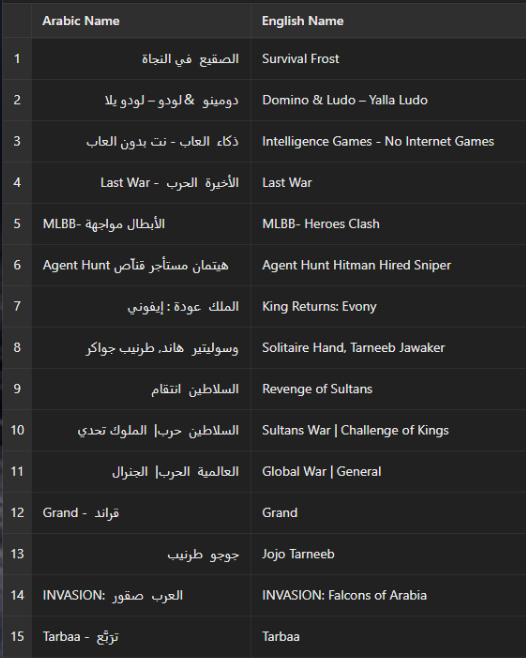 Arabic Name English Name
1 الصقيع في النجاة Survival Frost
2 دومينو & لودو – لودو يلا Domino & Ludo – Yalla Ludo
3 ذكاء العاب - نت بدون العاب Intelligence Games - No Internet Games
4 الأخيرة الحرب - Last War Last War
5 MLBB- الأبطال مواجهة MLBB- Heroes Clash
6 Agent Hunt هيتمان مستأجر قنآص Agent Hunt Hitman Hired Sniper
7 الملك عودة : إيفوني King Returns: Evony
8 وسوليتير هاند, طرنيب جواكر Solitaire Hand, Tarneeb Jawaker
9 السلاطين انتقام Revenge of Sultans
10 السلاطين حرب| الملوك تحدي Sultans War | Challenge of Kings
11 العالمية الحرب| الجنرال Global War | General
12 Grand - قراند Grand
13 جوجو طرنيب Jojo Tarneeb
14 INVASION: العرب صقور INVASION: Falcons of Arabia
15 Tarbaa - تربَّع Tarbaa